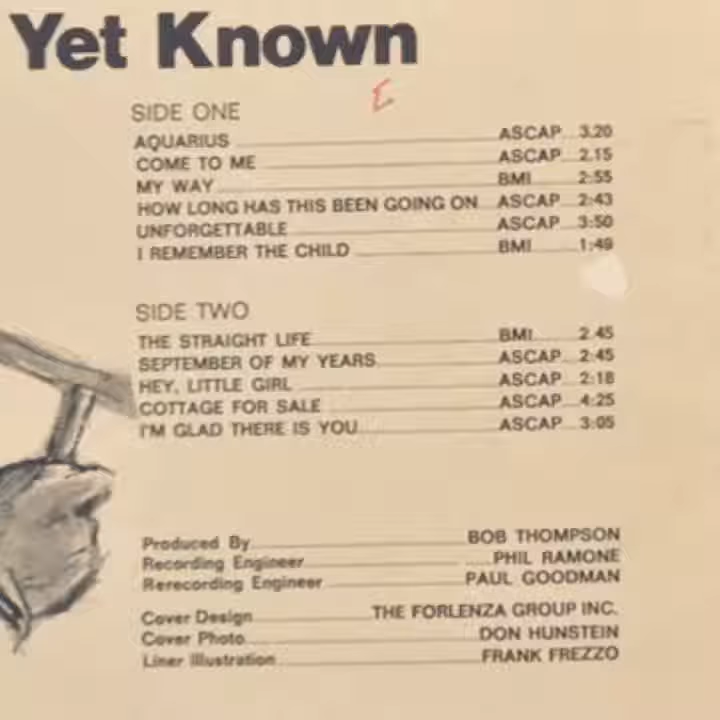 Yet Known
E
SIDE ONE
AQUARIUS ASCAP 3.20
COME TO ME ASCAP 2.15
MY WAY BMI 2:55
HOW LONG HAS THIS BEEN GOING ON ASCAP 2:43
UNFORGETTABLE ASCAP 3:50
I REMEMBER THE CHILD BMI 1:49
SIDE TWO
THE STRAIGHT LIFE BMI 2.45
SEPTEMBER OF MY YEARS ASCAP 2:45
HEY, LITTLE GIRL ASCAP 2:18
COTTAGE FOR SALE ASCAP 4:25
I'M GLAD THERE IS YOU ASCAP 3:05
Produced By BOB THOMPSON
Recording Engineer PHIL RAMONE
Rerecording Engineer PAUL GOODMAN
Cover Design THE FORLENZA GROUP INC.
Cover Photo DON HUNSTEIN
Liner Illustration FRANK FREZZO